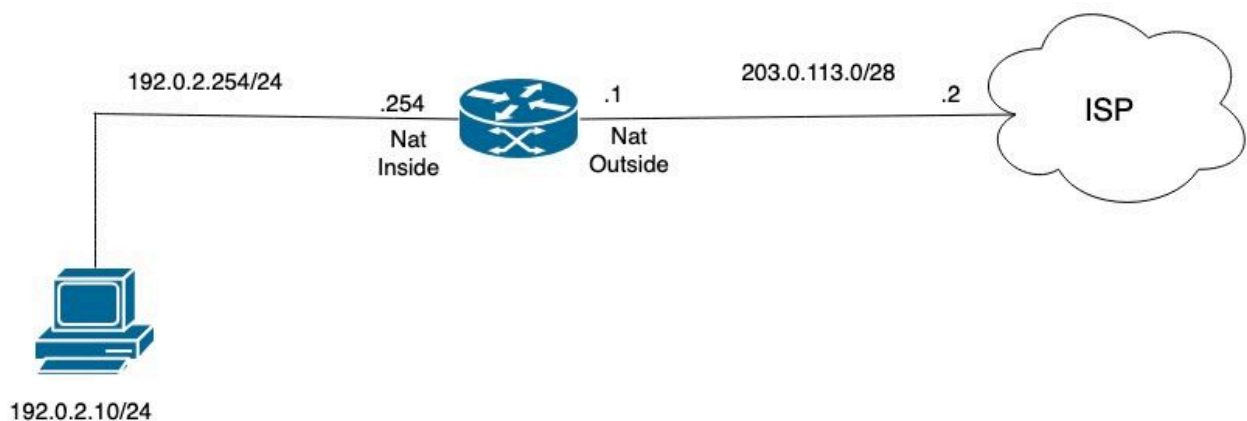 192.0.2.254/24
.254
Nat
Inside
.1
Nat
Outside
203.0.113.0/28
.2
ISP
192.0.2.10/24